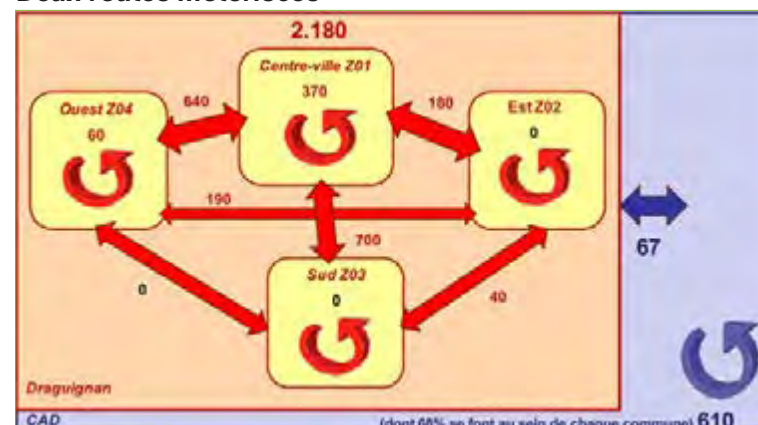 Deux roues motorisées
2.180
Centre-ville Z01
370
Ouest Z04
60
640
180
Est Z02
0
190
700
67
Sud Z03
0
0
40
Draguignan
CAD
(dont 68% se font au sein de chaque commune) 610